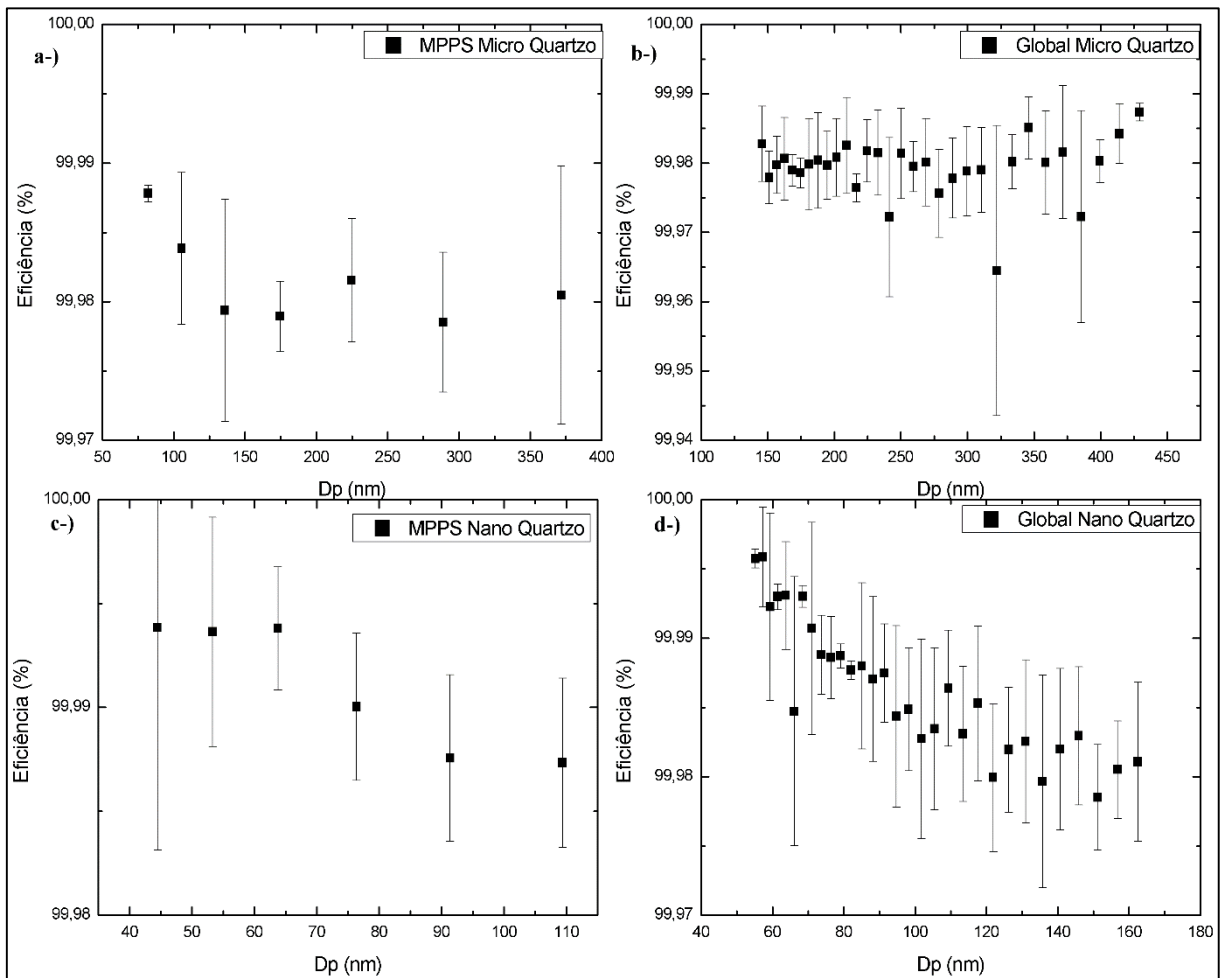 a-)
MPPS Micro Quartzo
100,00
99,99
99,98
99,97
Eficiência (%)
50 100 150 200 250 300 350 400
Dp (nm)
b-)
Global Micro Quartzo
100,00
99,99
99,98
99,97
99,96
99,95
99,94
Eficiência (%)
100 150 200 250 300 350 400 450
Dp (nm)
c-)
MPPS Nano Quartzo
100,00
99,99
99,98
Eficiência (%)
40 50 60 70 80 90 100 110
Dp (nm)
d-)
Global Nano Quartzo
100,00
99,99
99,98
99,97
Eficiência (%)
40 60 80 100 120 140 160 180
Dp (nm)